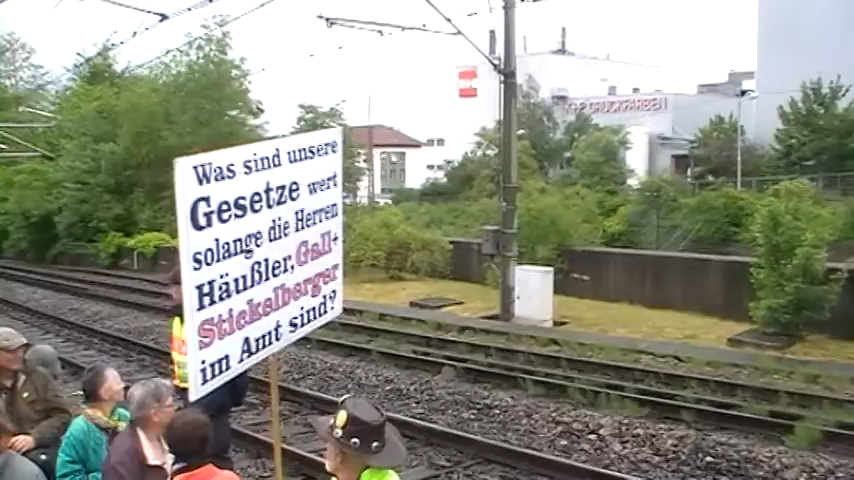 Was sind unsere
Gesetze wert
solange die Herren
Häußler, Gall+
Stickelberger
im Amt sind?
K+E DRUCKFARBEN